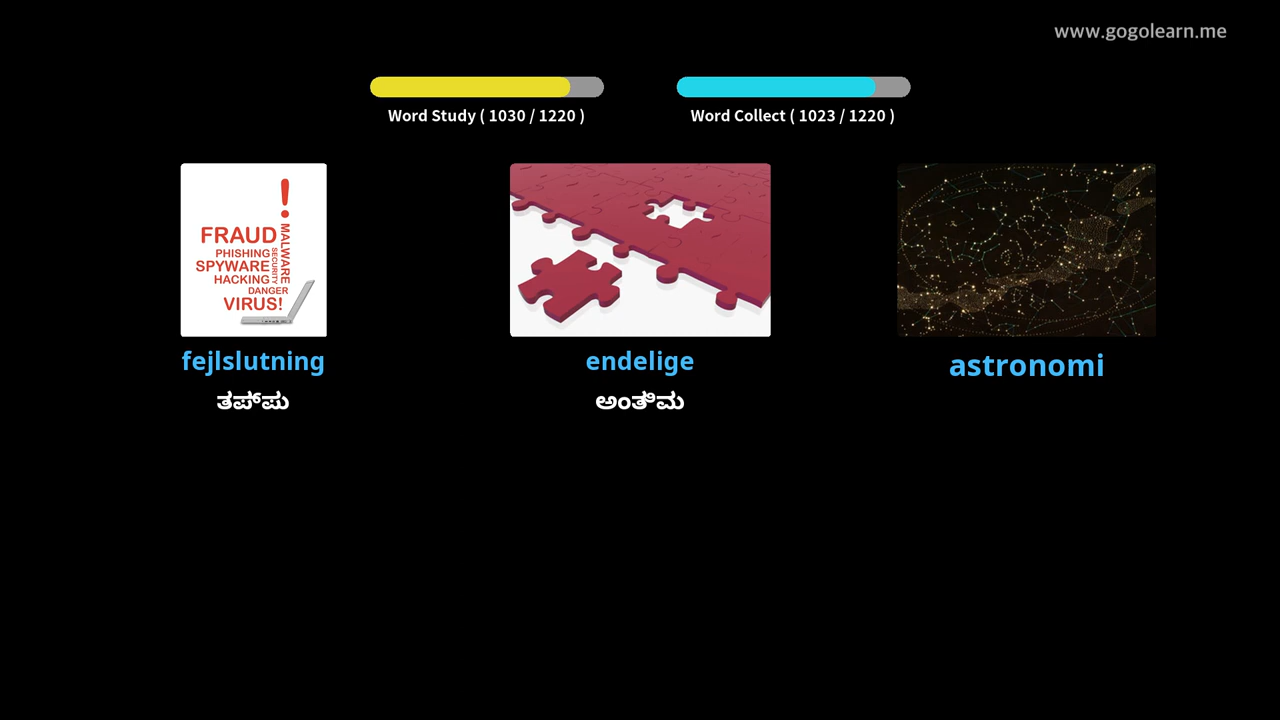 www.gogolearn.me
Word Study ( 1030 / 1220 )
Word Collect ( 1023 / 1220 )
!
FRAUD
MALWARE
PHISHING
SECURITY
SPYWARE
HACKING
DANGER
VIRUS!
fejlslutning
endelige
astronomi
ತಪ್ಪು
ಅಂತಿಮ